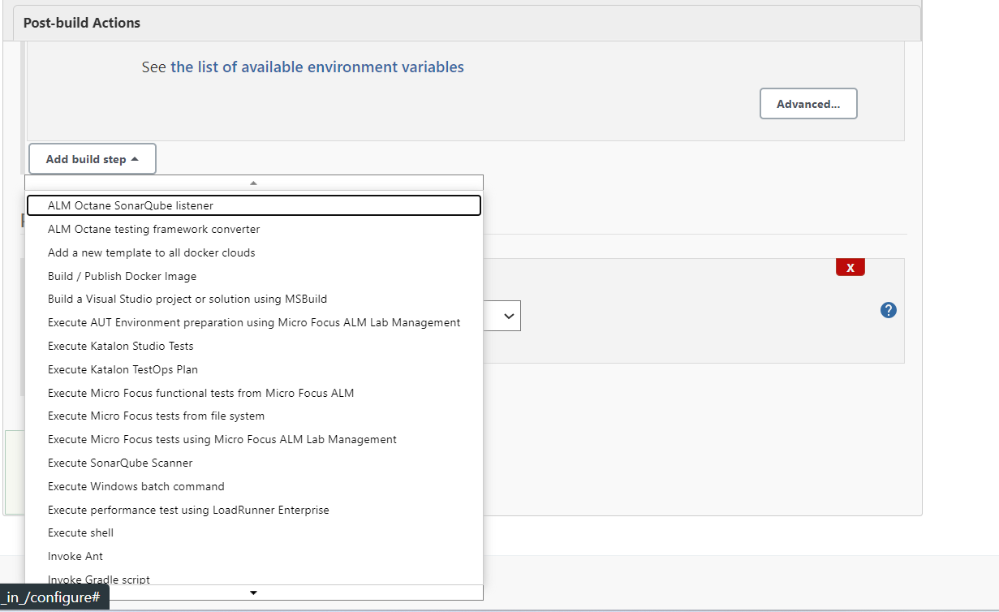 Post-build Actions
See the list of available environment variables
Advanced...
Add build step
ALM Octane SonarQube listener
ALM Octane testing framework converter
Add a new template to all docker clouds
Build / Publish Docker Image
Build a Visual Studio project or solution using MSBuild
Execute AUT Environment preparation using Micro Focus ALM Lab Management
Execute Katalon Studio Tests
Execute Katalon TestOps Plan
Execute Micro Focus functional tests from Micro Focus ALM
Execute Micro Focus tests from file system
Execute Micro Focus tests using Micro Focus ALM Lab Management
Execute SonarQube Scanner
Execute Windows batch command
Execute performance test using LoadRunner Enterprise
Execute shell
Invoke Ant
Invoke Gradle script
X
?
_in_/configure#